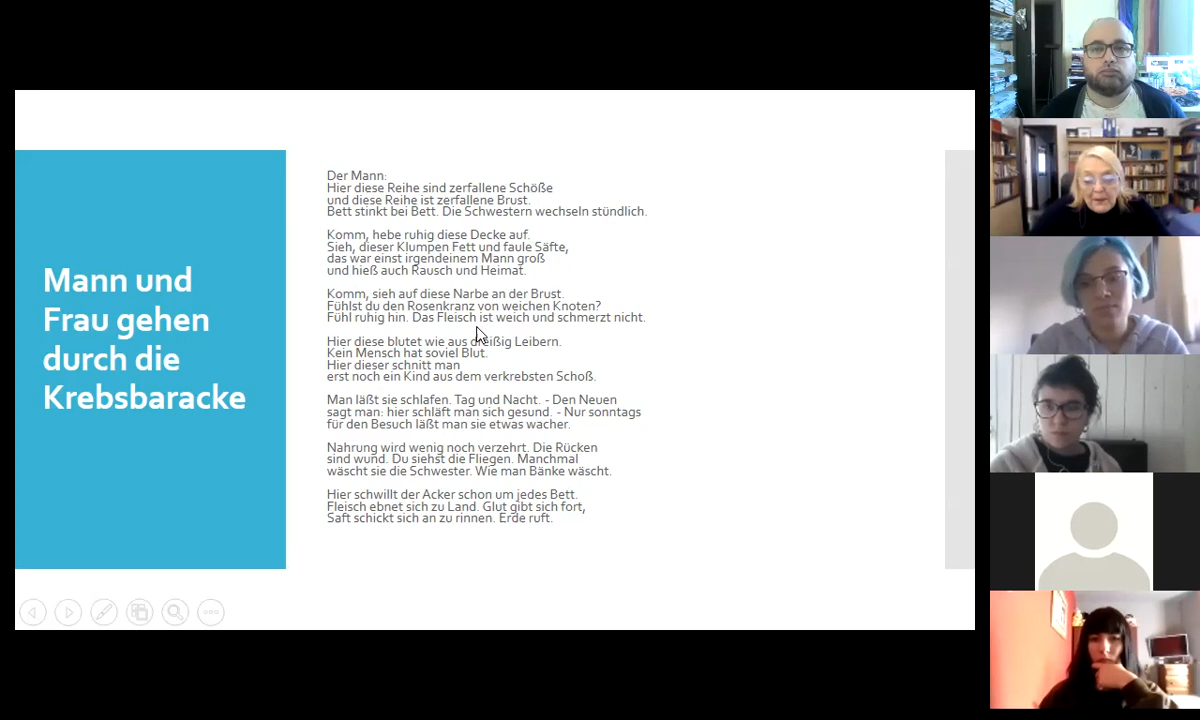 Mann und
Frau gehen
durch die
Krebsbaracke
Der Mann:
Hier diese Reihe sind zerfallene Schöße
und diese Reihe ist zerfallene Brust.
Bett stinkt bei Bett. Die Schwestern wechseln stündlich.
Komm, hebe ruhig diese Decke auf.
Sieh, dieser Klumpen Fett und faule Säfte,
das war einst irgendeinem Mann groß
und hieß auch Rausch und Heimat.
Komm, sieh auf diese Narbe an der Brust.
Fühlst du den Rosenkranz von weichen Knoten?
Fühl ruhig hin. Das Fleisch ist weich und schmerzt nicht.
Hier diese blutet wie aus dreißig Leibern.
Kein Mensch hat soviel Blut.
Hier dieser schnitt man
erst noch ein Kind aus dem verkrebsten Schoß.
Man läßt sie schlafen. Tag und Nacht. - Den Neuen
sagt man: hier schläft man sich gesund. - Nur sonntags
für den Besuch läßt man sie etwas wacher.
Nahrung wird wenig noch verzehrt. Die Rücken
sind wund. Du siehst die Fliegen. Manchmal
wäscht sie die Schwester. Wie man Bänke wäscht.
Hier schwillt der Acker schon um jedes Bett.
Fleisch ebnet sich zu Land. Glut gibt sich fort,
Saft schickt sich an zu rinnen. Erde ruft.